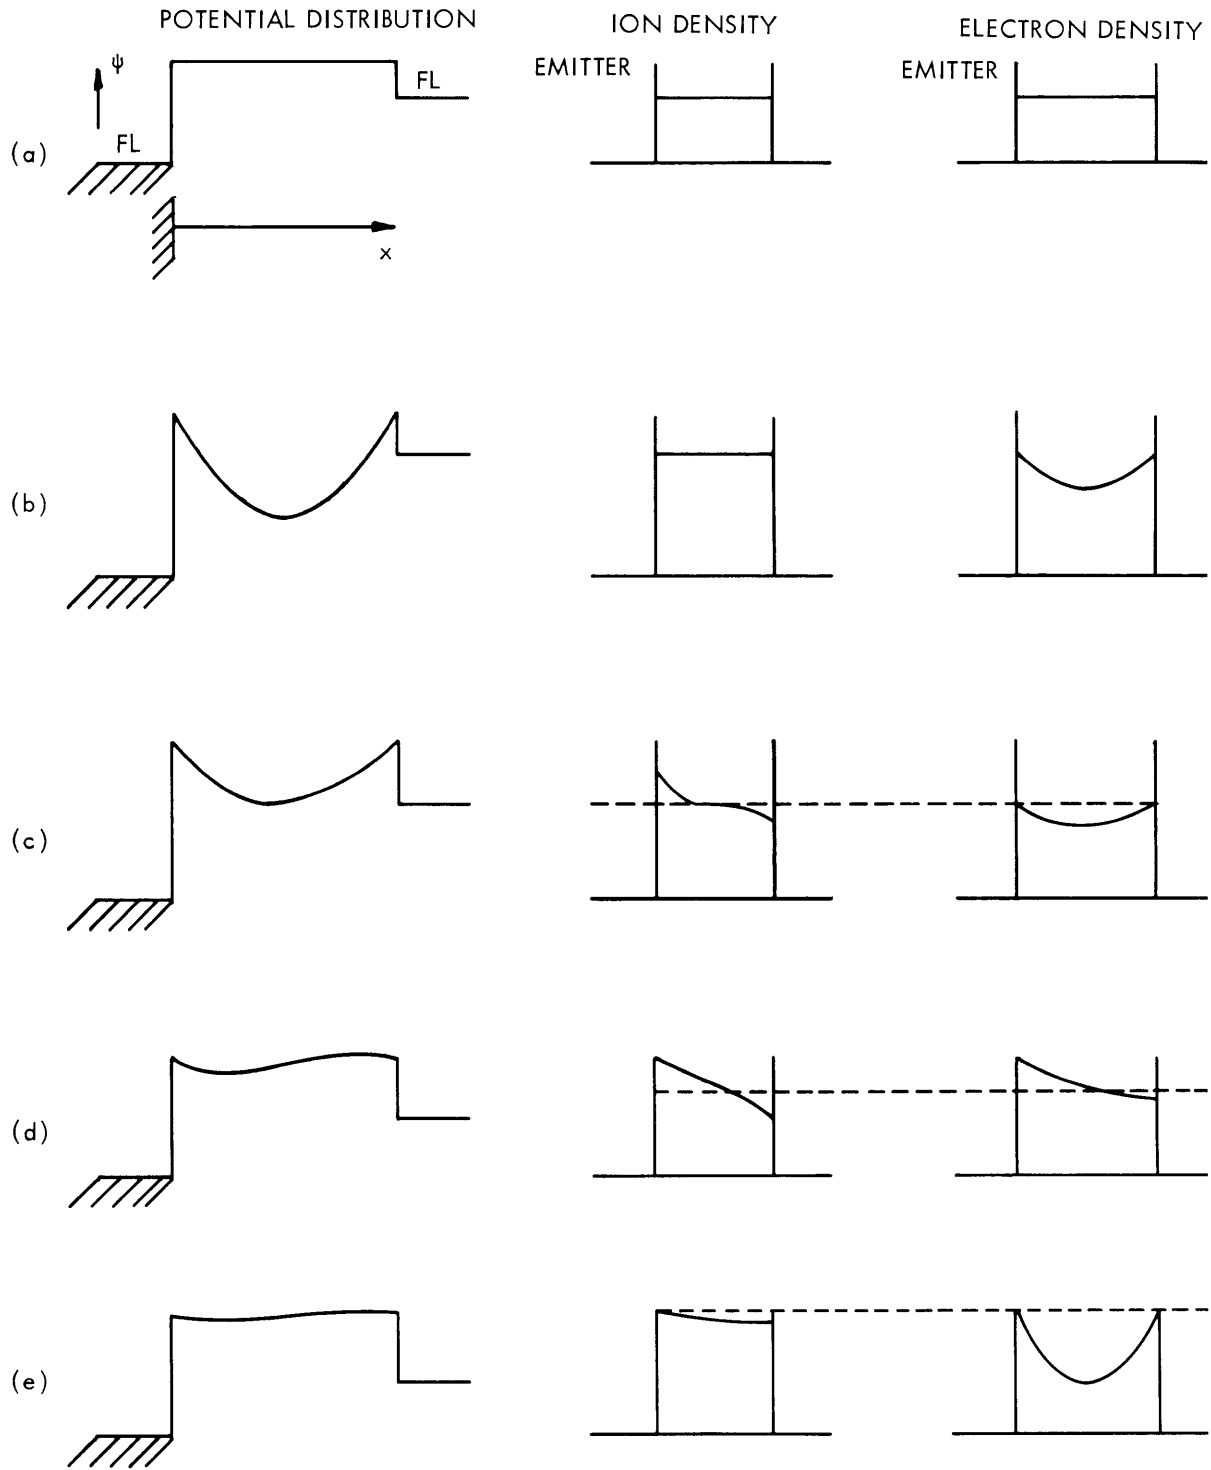 POTENTIAL DISTRIBUTION
ION DENSITY
ELECTRON DENSITY
ψ
FL
EMITTER
EMITTER
FL
(a)
x
(b)
(c)
(d)
(e)